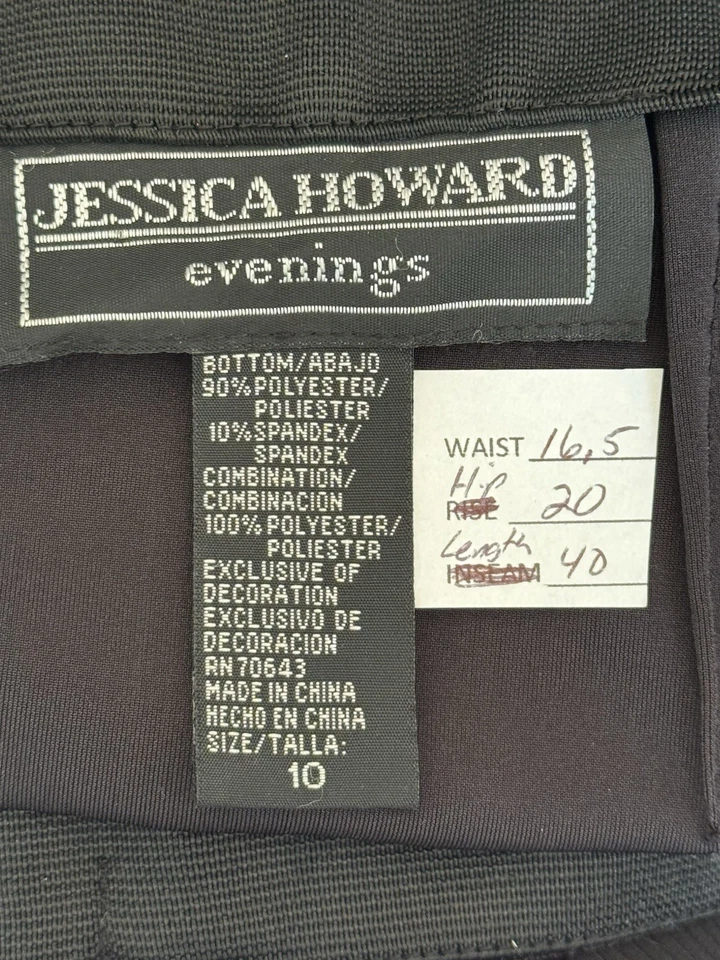 JESSICA HOWARD
evenings
BOTTOM/ABAJO
90% POLYESTER/
POLIESTER
10% SPANDEX/
SPANDEX
COMBINATION/
COMBINACION
100% POLYESTER/
POLIESTER
EXCLUSIVE OF
DECORATION
EXCLUSIVO DE
DECORACION
RN 70643
MADE IN CHINA
HECHO EN CHINA
SIZE/TALLA:
10
WAIST 16,5
Hip
RISE 20
Length
INSEAM 40